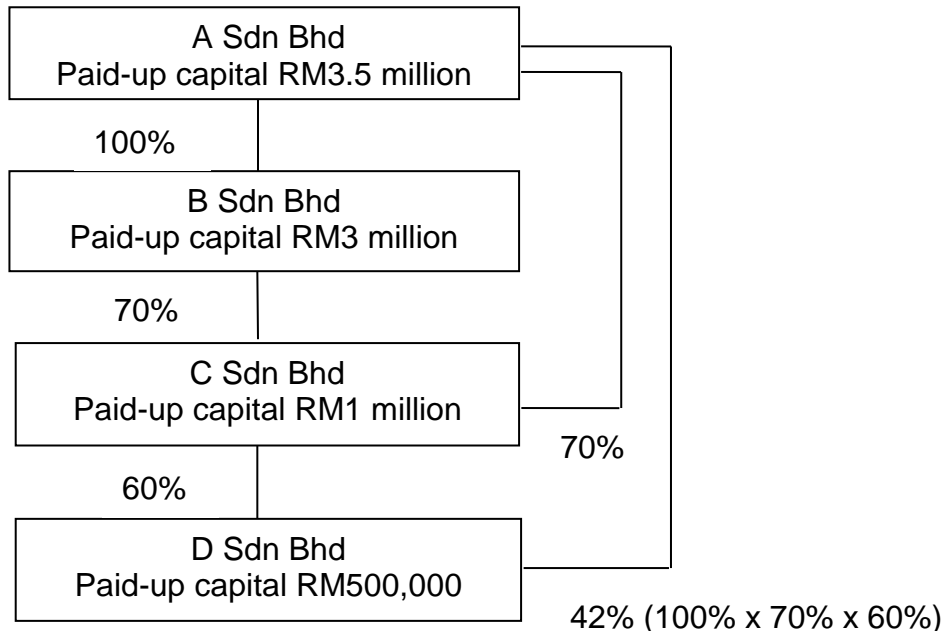 A Sdn Bhd
Paid-up capital RM3.5 million
100%
B Sdn Bhd
Paid-up capital RM3 million
70%
C Sdn Bhd
Paid-up capital RM1 million
70%
60%
D Sdn Bhd
Paid-up capital RM500,000
42% (100% x 70% x 60%)